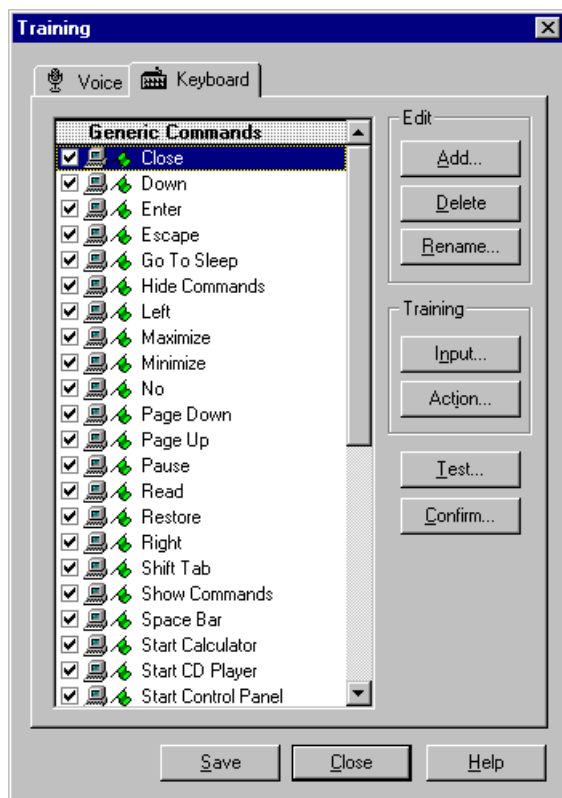 Training
Voice
Keyboard
Generic Commands
Close
Down
Enter
Escape
Go To Sleep
Hide Commands
Left
Maximize
Minimize
No
Page Down
Page Up
Pause
Read
Restore
Right
Shift Tab
Show Commands
Space Bar
Start Calculator
Start CD Player
Start Control Panel
Edit
Add...
Delete
Rename...
Training
Input...
Action...
Test...
Confirm...
Save
Close
Help